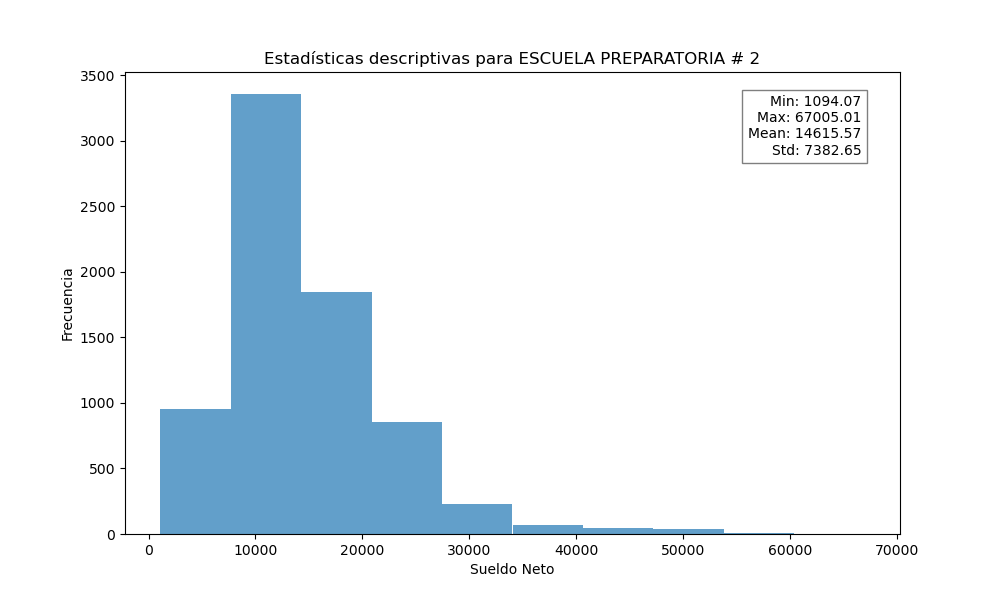 Estadísticas descriptivas para ESCUELA PREPARATORIA # 2
Min: 1094.07
Max: 67005.01
Mean: 14615.57
Std: 7382.65
Frecuencia
3500
3000
2500
2000
1500
1000
500
0
0 10000 20000 30000 40000 50000 60000 70000
Sueldo Neto